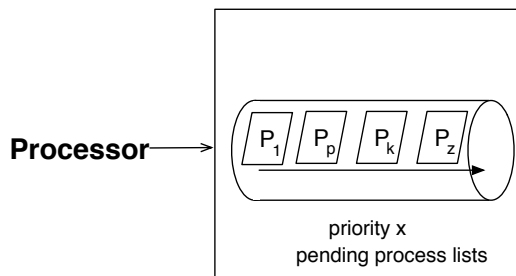 Processor
P1 Pp Pk Pz
priority x
pending process lists